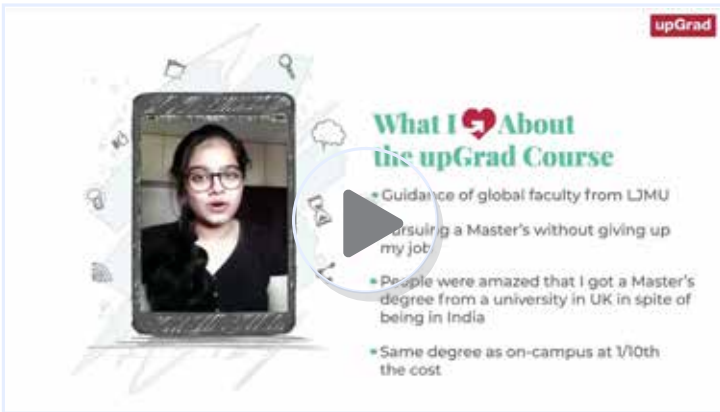 upGrad
What I About
the upGrad Course
Guidance of global faculty from LJMU
Pursuing a Master's without giving up
my job
People were amazed that I got a Master's
degree from a university in UK in spite of
being in India
Same degree as on-campus at 1/10th
the cost